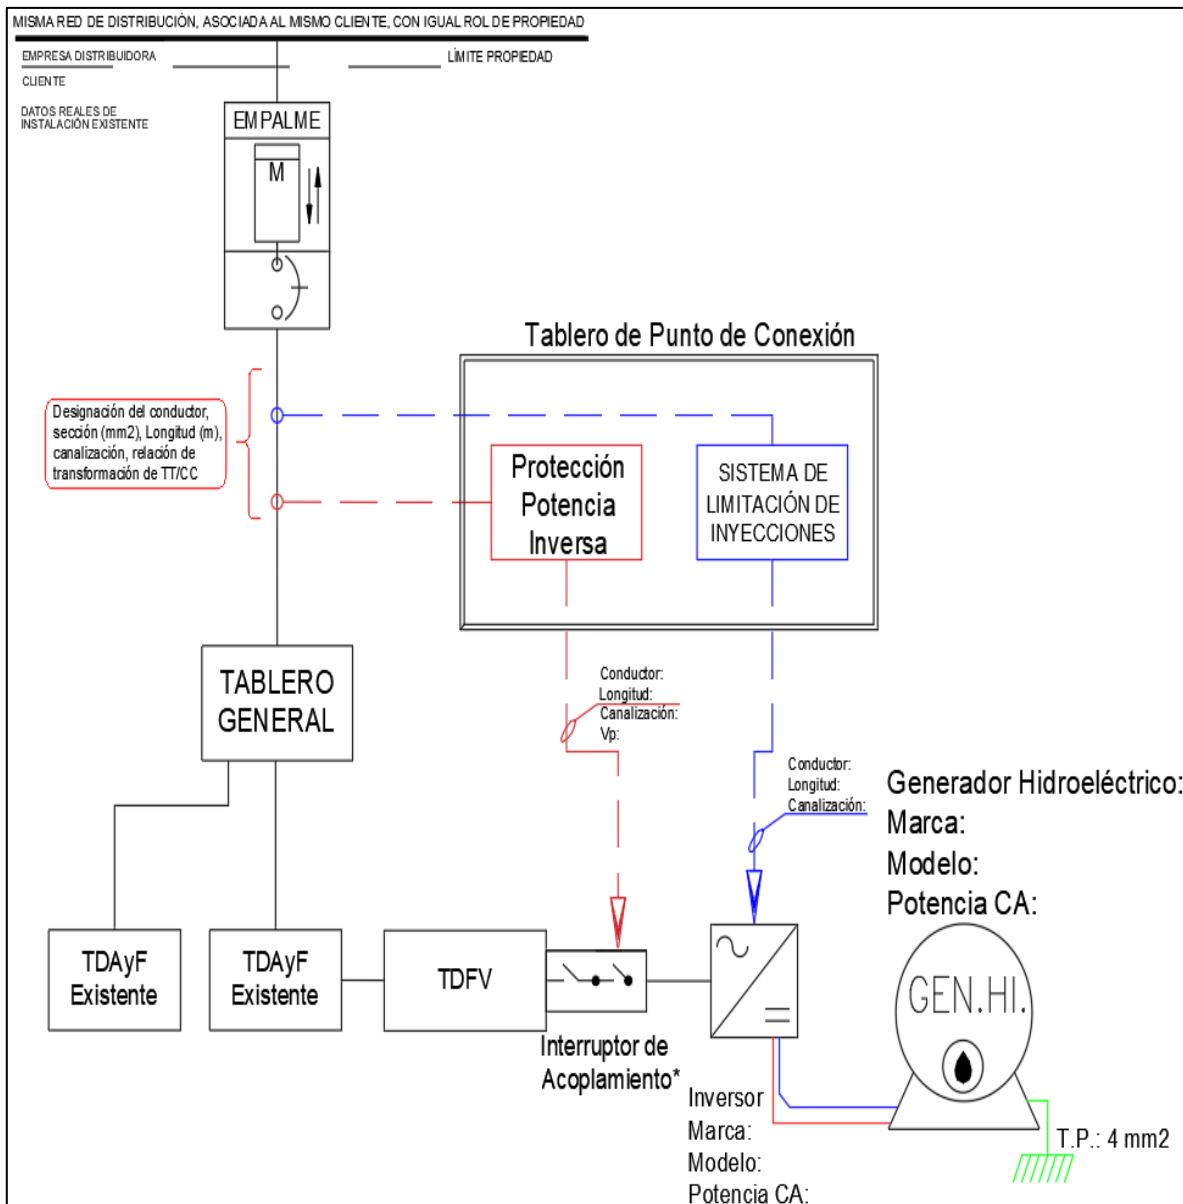 MISMA RED DE DISTRIBUCIÓN, ASOCIADA AL MISMO CLIENTE, CON IGUAL ROL DE PROPIEDAD
EMPRESA DISTRIBUIDORA
LÍMITE PROPIEDAD
CLIENTE
DATOS REALES DE
INSTALACIÓN EXISTENTE
EMPALME
M
Tablero de Punto de Conexión
Designación del conductor,
sección (mm2), Longitud (m),
canalización, relación de
transformación de TT/CC
Protección
Potencia
Inversa
SISTEMA DE
LIMITACIÓN DE
INYECCIONES
TABLERO
GENERAL
Conductor:
Longitud:
Canalización:
Vp:
Conductor:
Longitud:
Canalización:
Generador Hidroeléctrico:
Marca:
Modelo:
Potencia CA:
TDAyF
Existente
TDAyF
Existente
TDFV
GEN.HI.
Interruptor de
Acoplamiento*
Inversor
Marca:
Modelo:
Potencia CA:
T.P.: 4 mm2